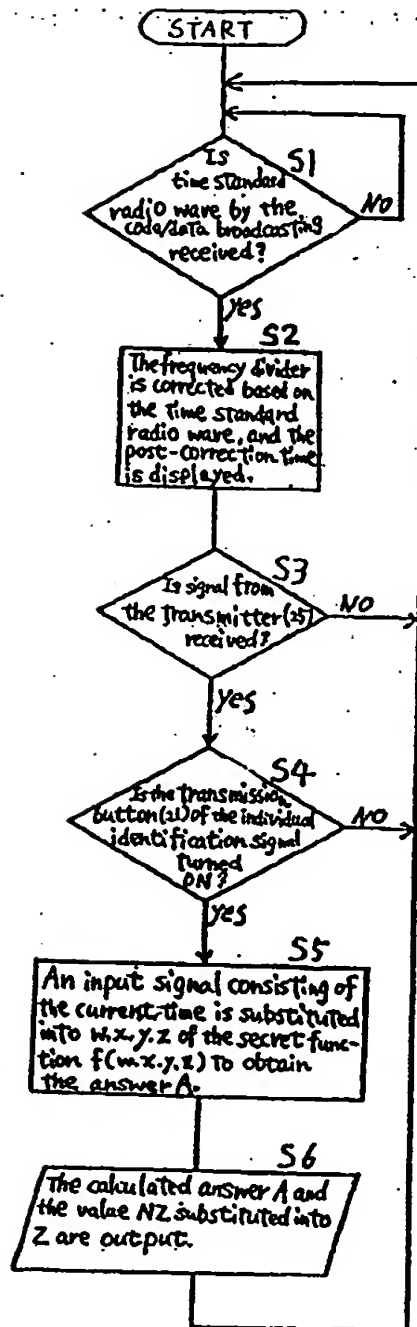 START
S1
Is
time standard
radio wave by the
code/data broadcasting
received?
NO
yes
S2
The frequency divider
is corrected based on
the time standard
radio wave, and the
post-correction time
is displayed.
S3
Is signal from
the transmitter (25)
received?
NO
yes
S4
Is the transmission
button (21) of the individual
identification signal
turned
ON?
NO
yes
S5
An input signal consisting of
the current-time is substituted
into w.x.y.z of the secret func-
tion f(w.x.y.z) to obtain
the answer A.
S6
The calculated answer A and
the value NZ substituted into
Z are output.